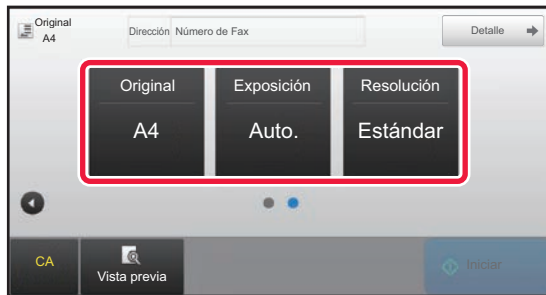 Original
A4
Dirección Número de Fax
Detalle
Original Exposición Resolución
A4 Auto. Estándar
CA
Vista previa
Iniciar